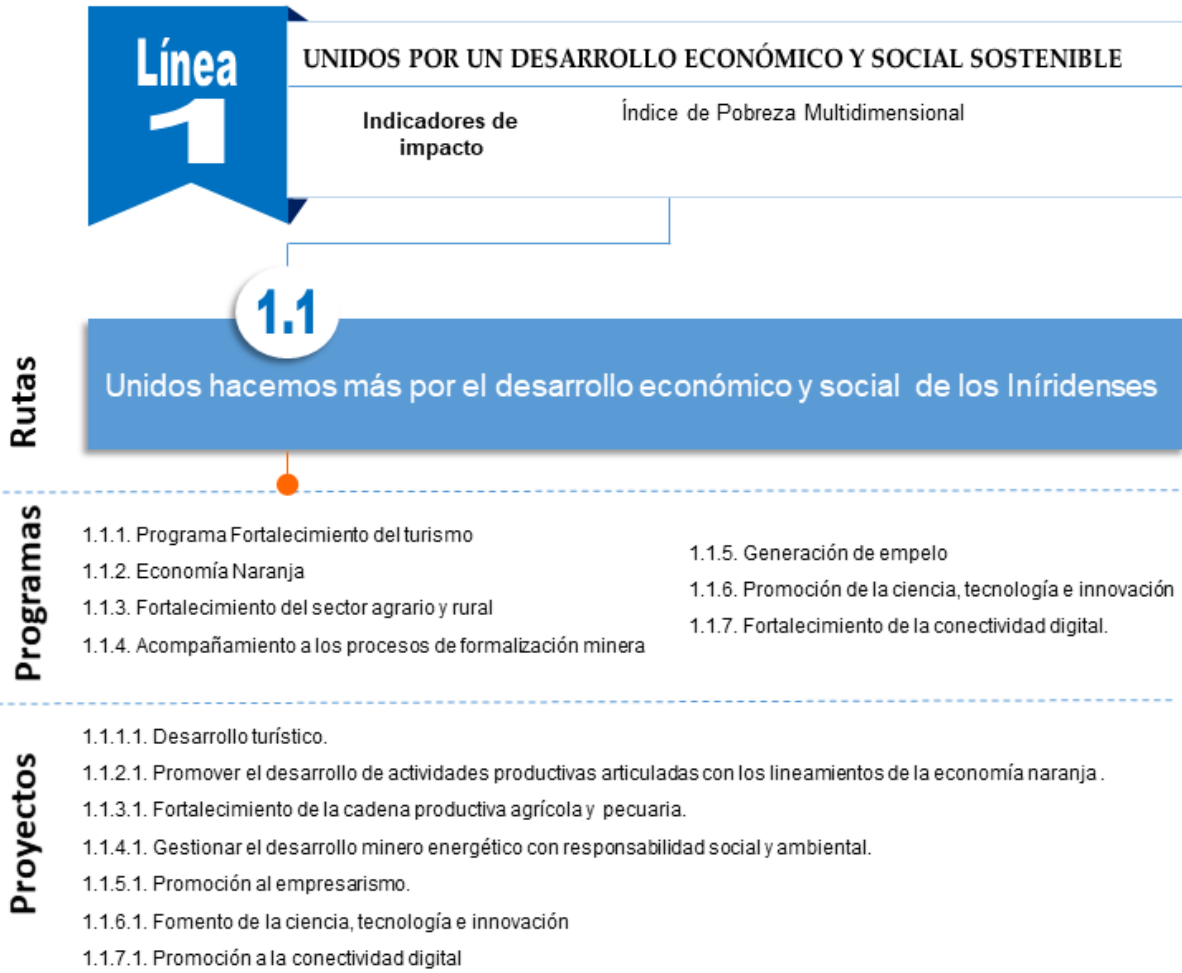 Línea
1
UNIDOS POR UN DESARROLLO ECONÓMICO Y SOCIAL SOSTENIBLE
Indicadores de
impacto
Índice de Pobreza Multidimensional
1.1
Rutas
Unidos hacemos más por el desarrollo económico y social de los Iníridenses
Programas
1.1.1. Programa Fortalecimiento del turismo
1.1.2. Economía Naranja
1.1.3. Fortalecimiento del sector agrario y rural
1.1.4. Acompañamiento a los procesos de formalización minera
1.1.5. Generación de empelo
1.1.6. Promoción de la ciencia, tecnología e innovación
1.1.7. Fortalecimiento de la conectividad digital.
Proyectos
1.1.1.1. Desarrollo turístico.
1.1.2.1. Promover el desarrollo de actividades productivas articuladas con los lineamientos de la economía naranja .
1.1.3.1. Fortalecimiento de la cadena productiva agrícola y pecuaria.
1.1.4.1. Gestionar el desarrollo minero energético con responsabilidad social y ambiental.
1.1.5.1. Promoción al empresarismo.
1.1.6.1. Fomento de la ciencia, tecnología e innovación
1.1.7.1. Promoción a la conectividad digital